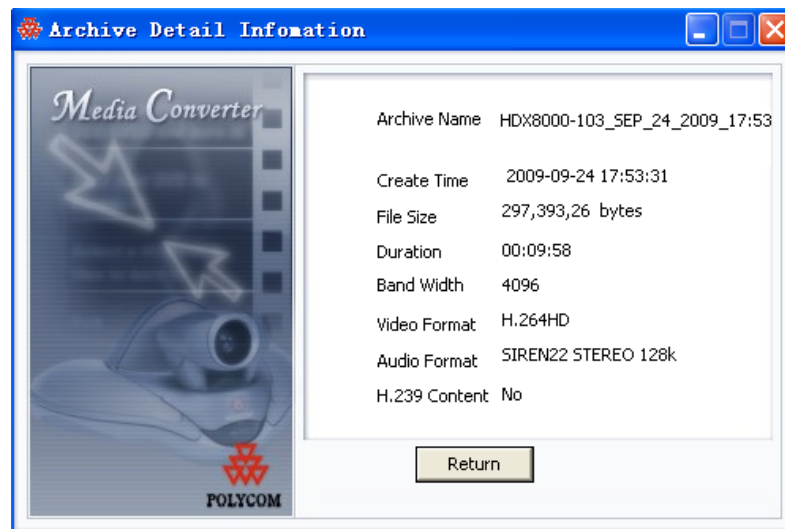 Archive Detail Infomation
Media Converter
Archive Name HDX8000-103_SEP_24_2009_17:53
Create Time 2009-09-24 17:53:31
File Size 297,393,26 bytes
Duration 00:09:58
Band Width 4096
Video Format H.264HD
Audio Format SIREN22 STEREO 128k
H.239 Content No
Return
POLYCOM